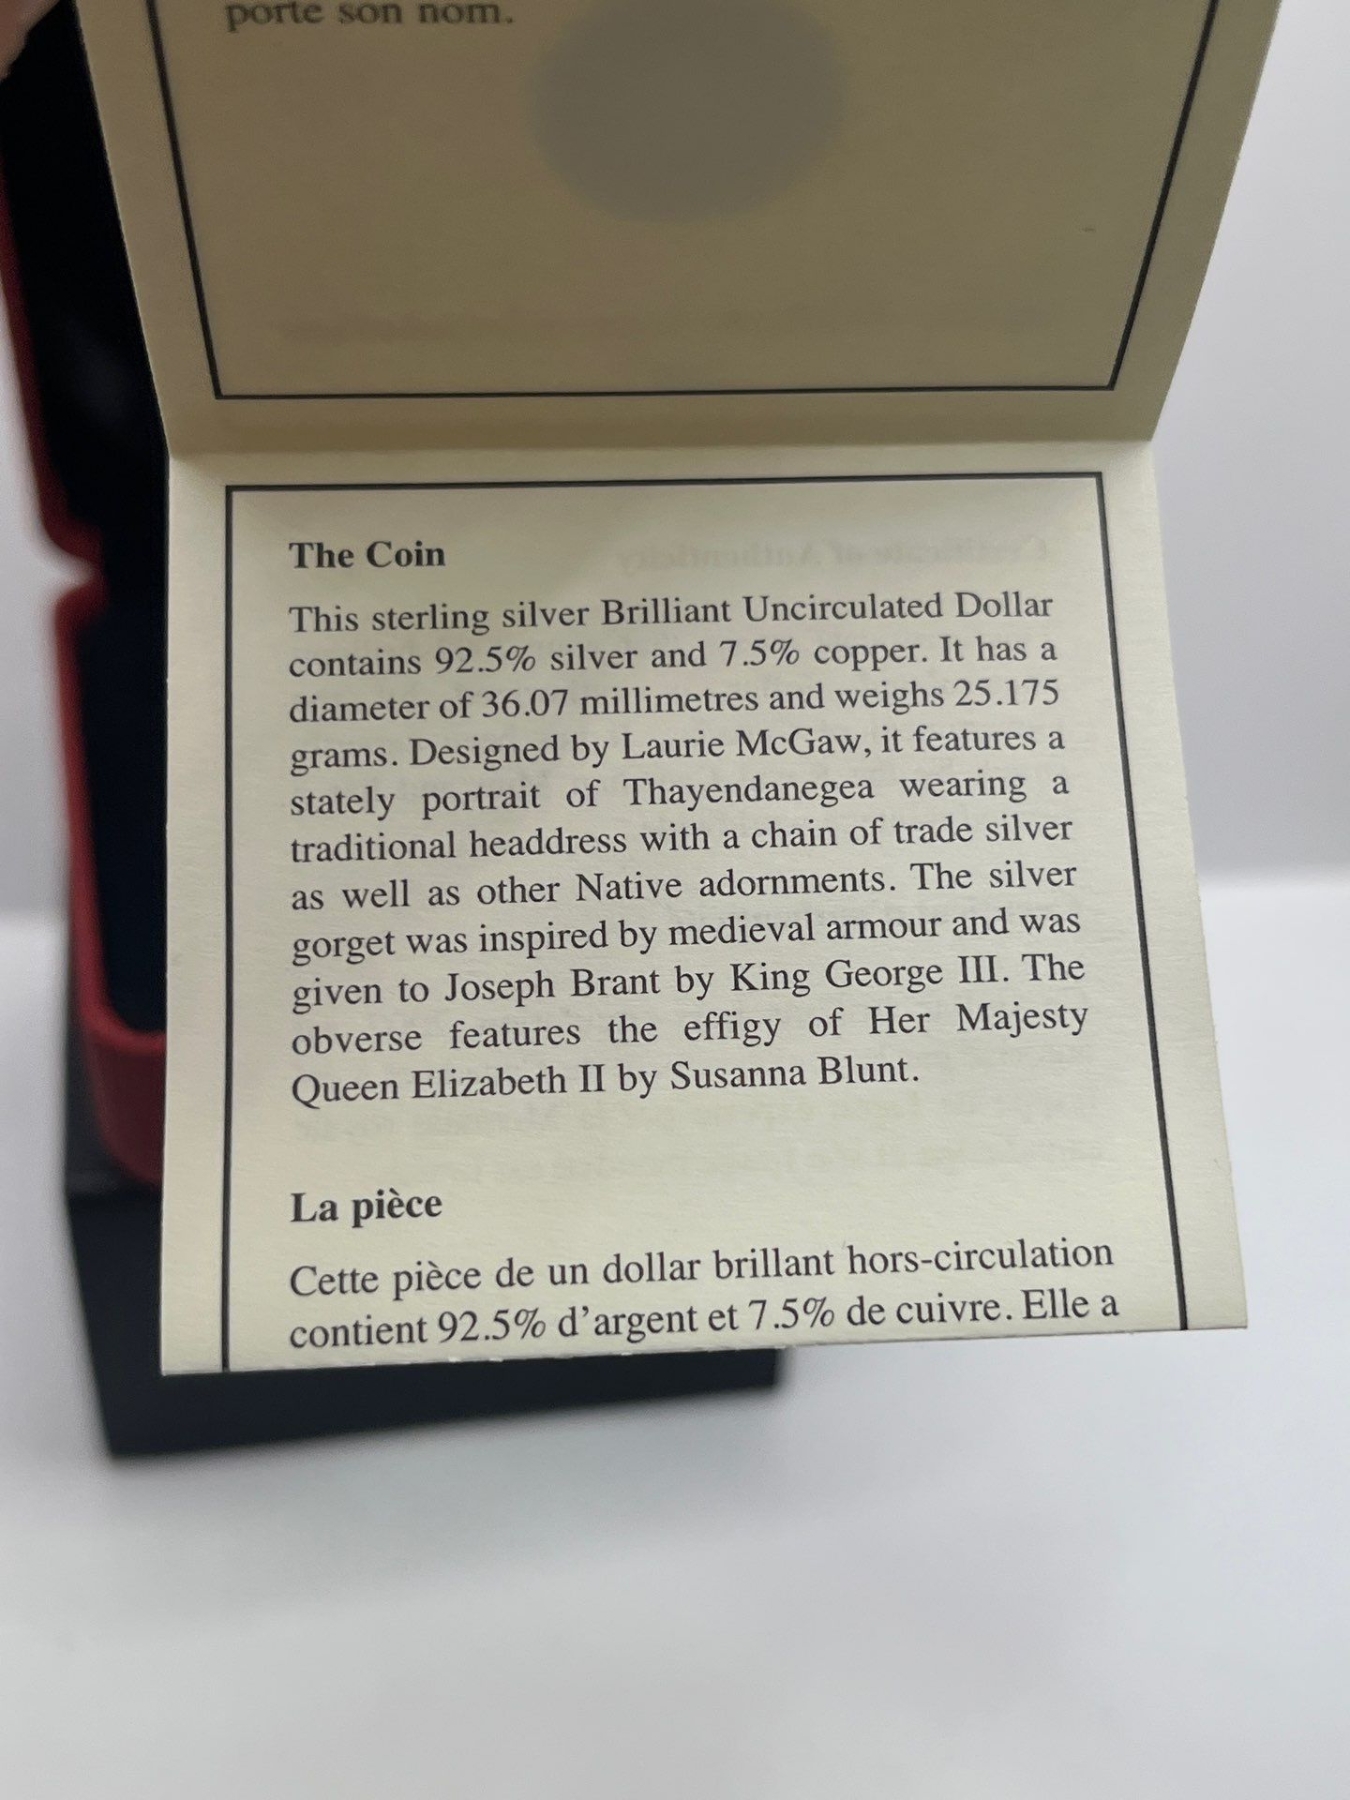 porte son nom.
The Coin
This sterling silver Brilliant Uncirculated Dollar
contains 92.5% silver and 7.5% copper. It has a
diameter of 36.07 millimetres and weighs 25.175
grams. Designed by Laurie McGaw, it features a
stately portrait of Thayendanegea wearing a
traditional headdress with a chain of trade silver
as well as other Native adornments. The silver
gorget was inspired by medieval armour and was
given to Joseph Brant by King George III. The
obverse features the effigy of Her Majesty
Queen Elizabeth II by Susanna Blunt.
La pièce
Cette pièce de un dollar brillant hors-circulation
contient 92.5% d’argent et 7.5% de cuivre. Elle a